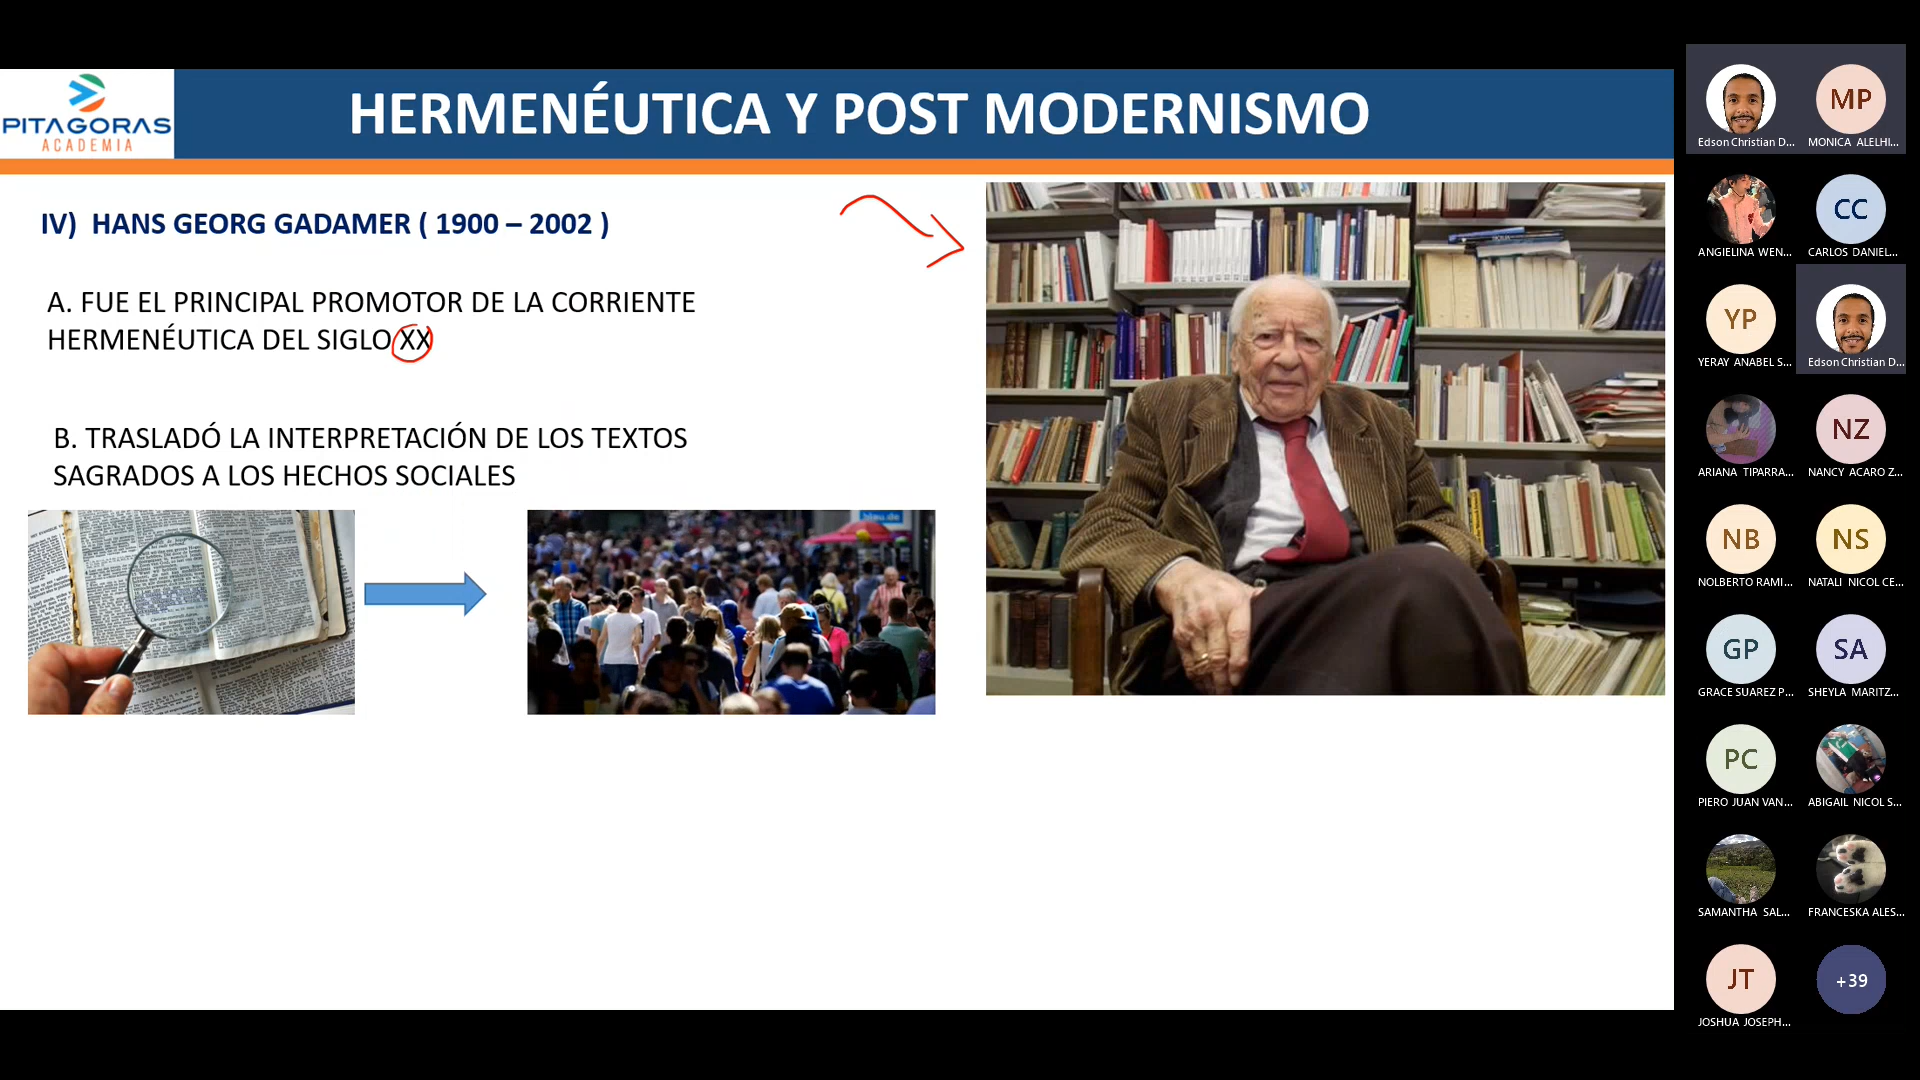 PITAGORAS
ACADEMIA
HERMENÉUTICA Y POST MODERNISMO
IV) HANS GEORG GADAMER ( 1900 – 2002 )
A. FUE EL PRINCIPAL PROMOTOR DE LA CORRIENTE
HERMENÉUTICA DEL SIGLO XX
B. TRASLADÓ LA INTERPRETACIÓN DE LOS TEXTOS
SAGRADOS A LOS HECHOS SOCIALES
Edson Christian D...
MP
MONICA ALELHI...
ANGIELINA WEN...
CC
CARLOS DANIEL...
YP
YERAY ANABEL S...
Edson Christian D...
ARIANA TIPARRA...
NZ
NANCY ACARO Z...
NB
NOLBERTO RAMI...
NS
NATALI NICOL CE...
GP
GRACE SUAREZ P...
SA
SHEYLA MARITZ...
PC
PIERO JUAN VAN...
ABIGAIL NICOL S...
SAMANTHA SAL...
FRANCESKA ALES...
JT
JOSHUA JOSEPH...
+39